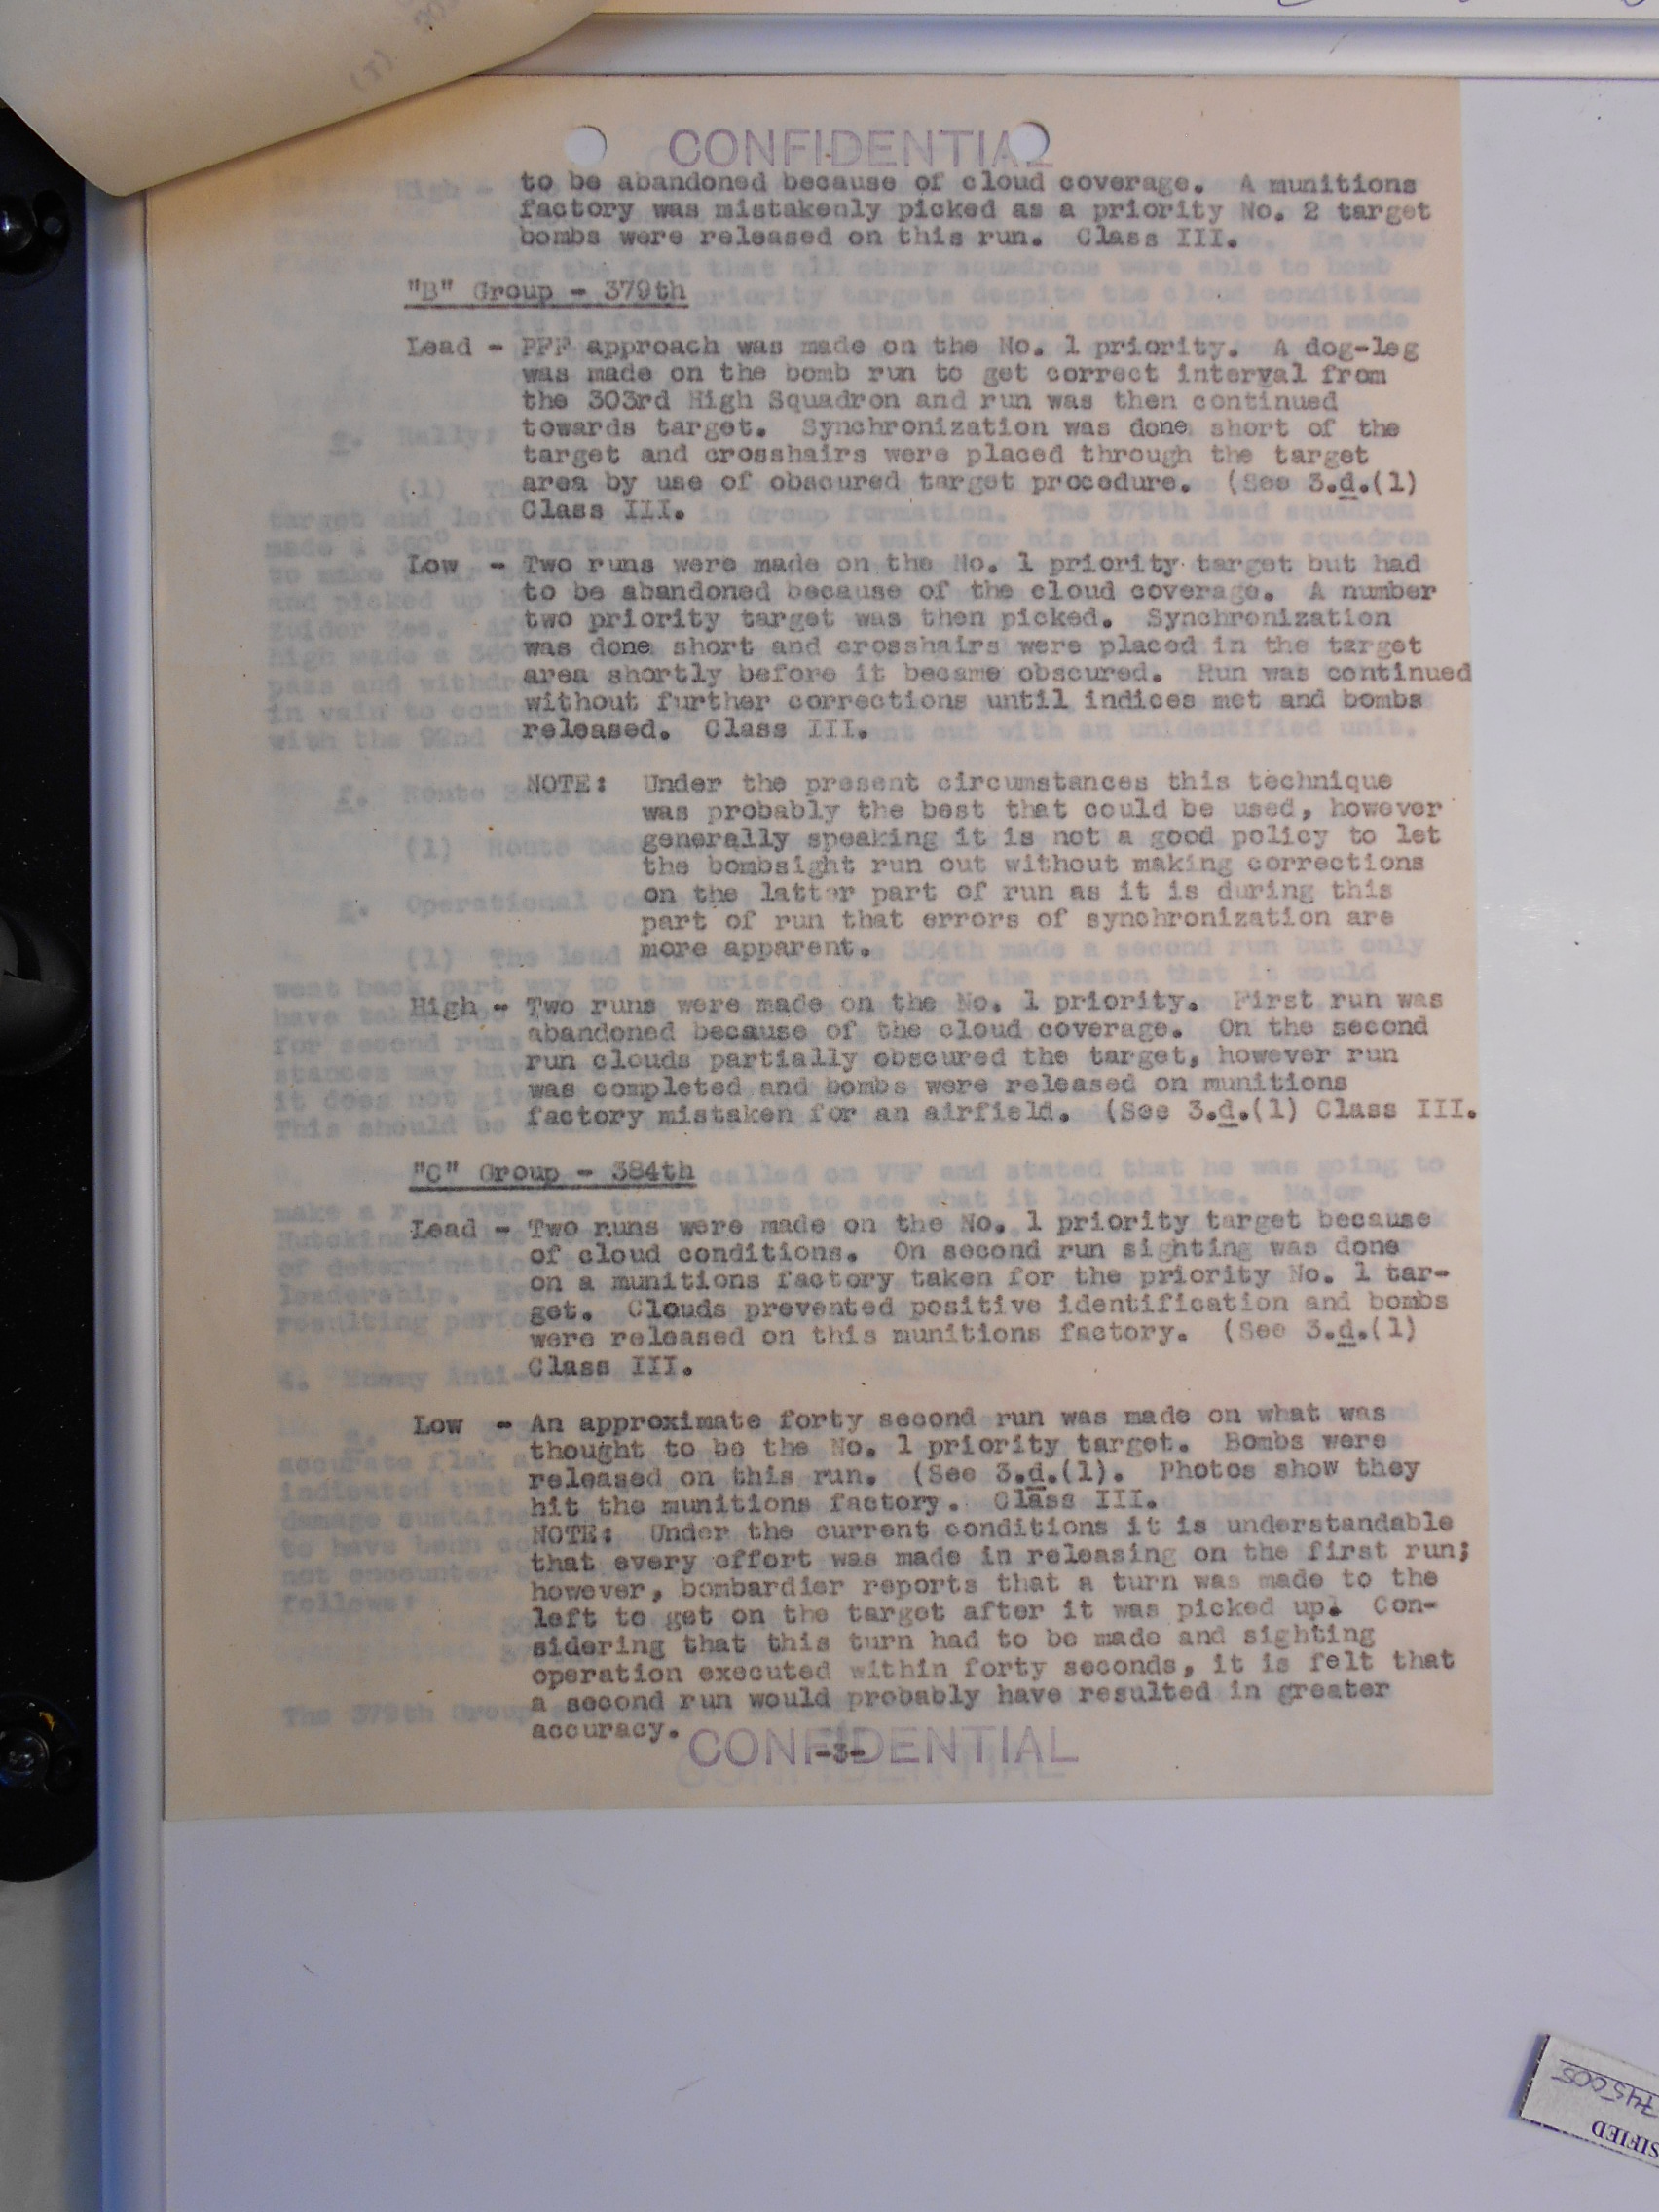 CONFIDENTIAL
to be abandoned because of cloud coverage. A munitions
factory was mistakenly picked as a priority No. 2 target
bombs were released on this run. Class III.
"B" Group - 379th
Lead - PFF approach was made on the No. 1 priority. A dog-leg
was made on the bomb run to get correct interval from
the 303rd High Squadron and run was then continued
towards target. Synchronization was done short of the
target and crosshairs were placed through the target
area by use of obscured target procedure. (See 3.d.(1)
Class III.
Low - Two runs were made on the No. 1 priority target but had
to be abandoned because of the cloud coverage. A number
two priority target was then picked. Synchronization
was done short and crosshairs were placed in the target
area shortly before it became obscured. Run was continued
without further corrections until indices met and bombs
released. Class III.
NOTE: Under the present circumstances this technique
was probably the best that could be used, however
generally speaking it is not a good policy to let
the bombsight run out without making corrections
on the latter part of run as it is during this
part of run that errors of synchronization are
more apparent.
High - Two runs were made on the No. 1 priority. First run was
abandoned because of the cloud coverage. On the second
run clouds partially obscured the target, however run
was completed and bombs were released on munitions
factory mistaken for an airfield. (See 3.d.(1) Class III.
"C" Group - 384th
Lead - Two runs were made on the No. 1 priority target because
of cloud conditions. On second run sighting was done
on a munitions factory taken for the priority No. 1 tar-
get. Clouds prevented positive identification and bombs
were released on this munitions factory. (See 3.d.(1)
Class III.
Low - An approximate forty second run was made on what was
thought to be the No. 1 priority target. Bombs were
released on this run. (See 3.d.(1). Photos show they
hit the munitions factory. Class III.
NOTE: Under the current conditions it is understandable
that every effort was made in releasing on the first run;
however, bombardier reports that a turn was made to the
left to get on the target after it was picked up. Con-
sidering that this turn had to be made and sighting
operation executed within forty seconds, it is felt that
a second run would probably have resulted in greater
accuracy.
CONFIDENTIAL
-3-
745005
SIFIED